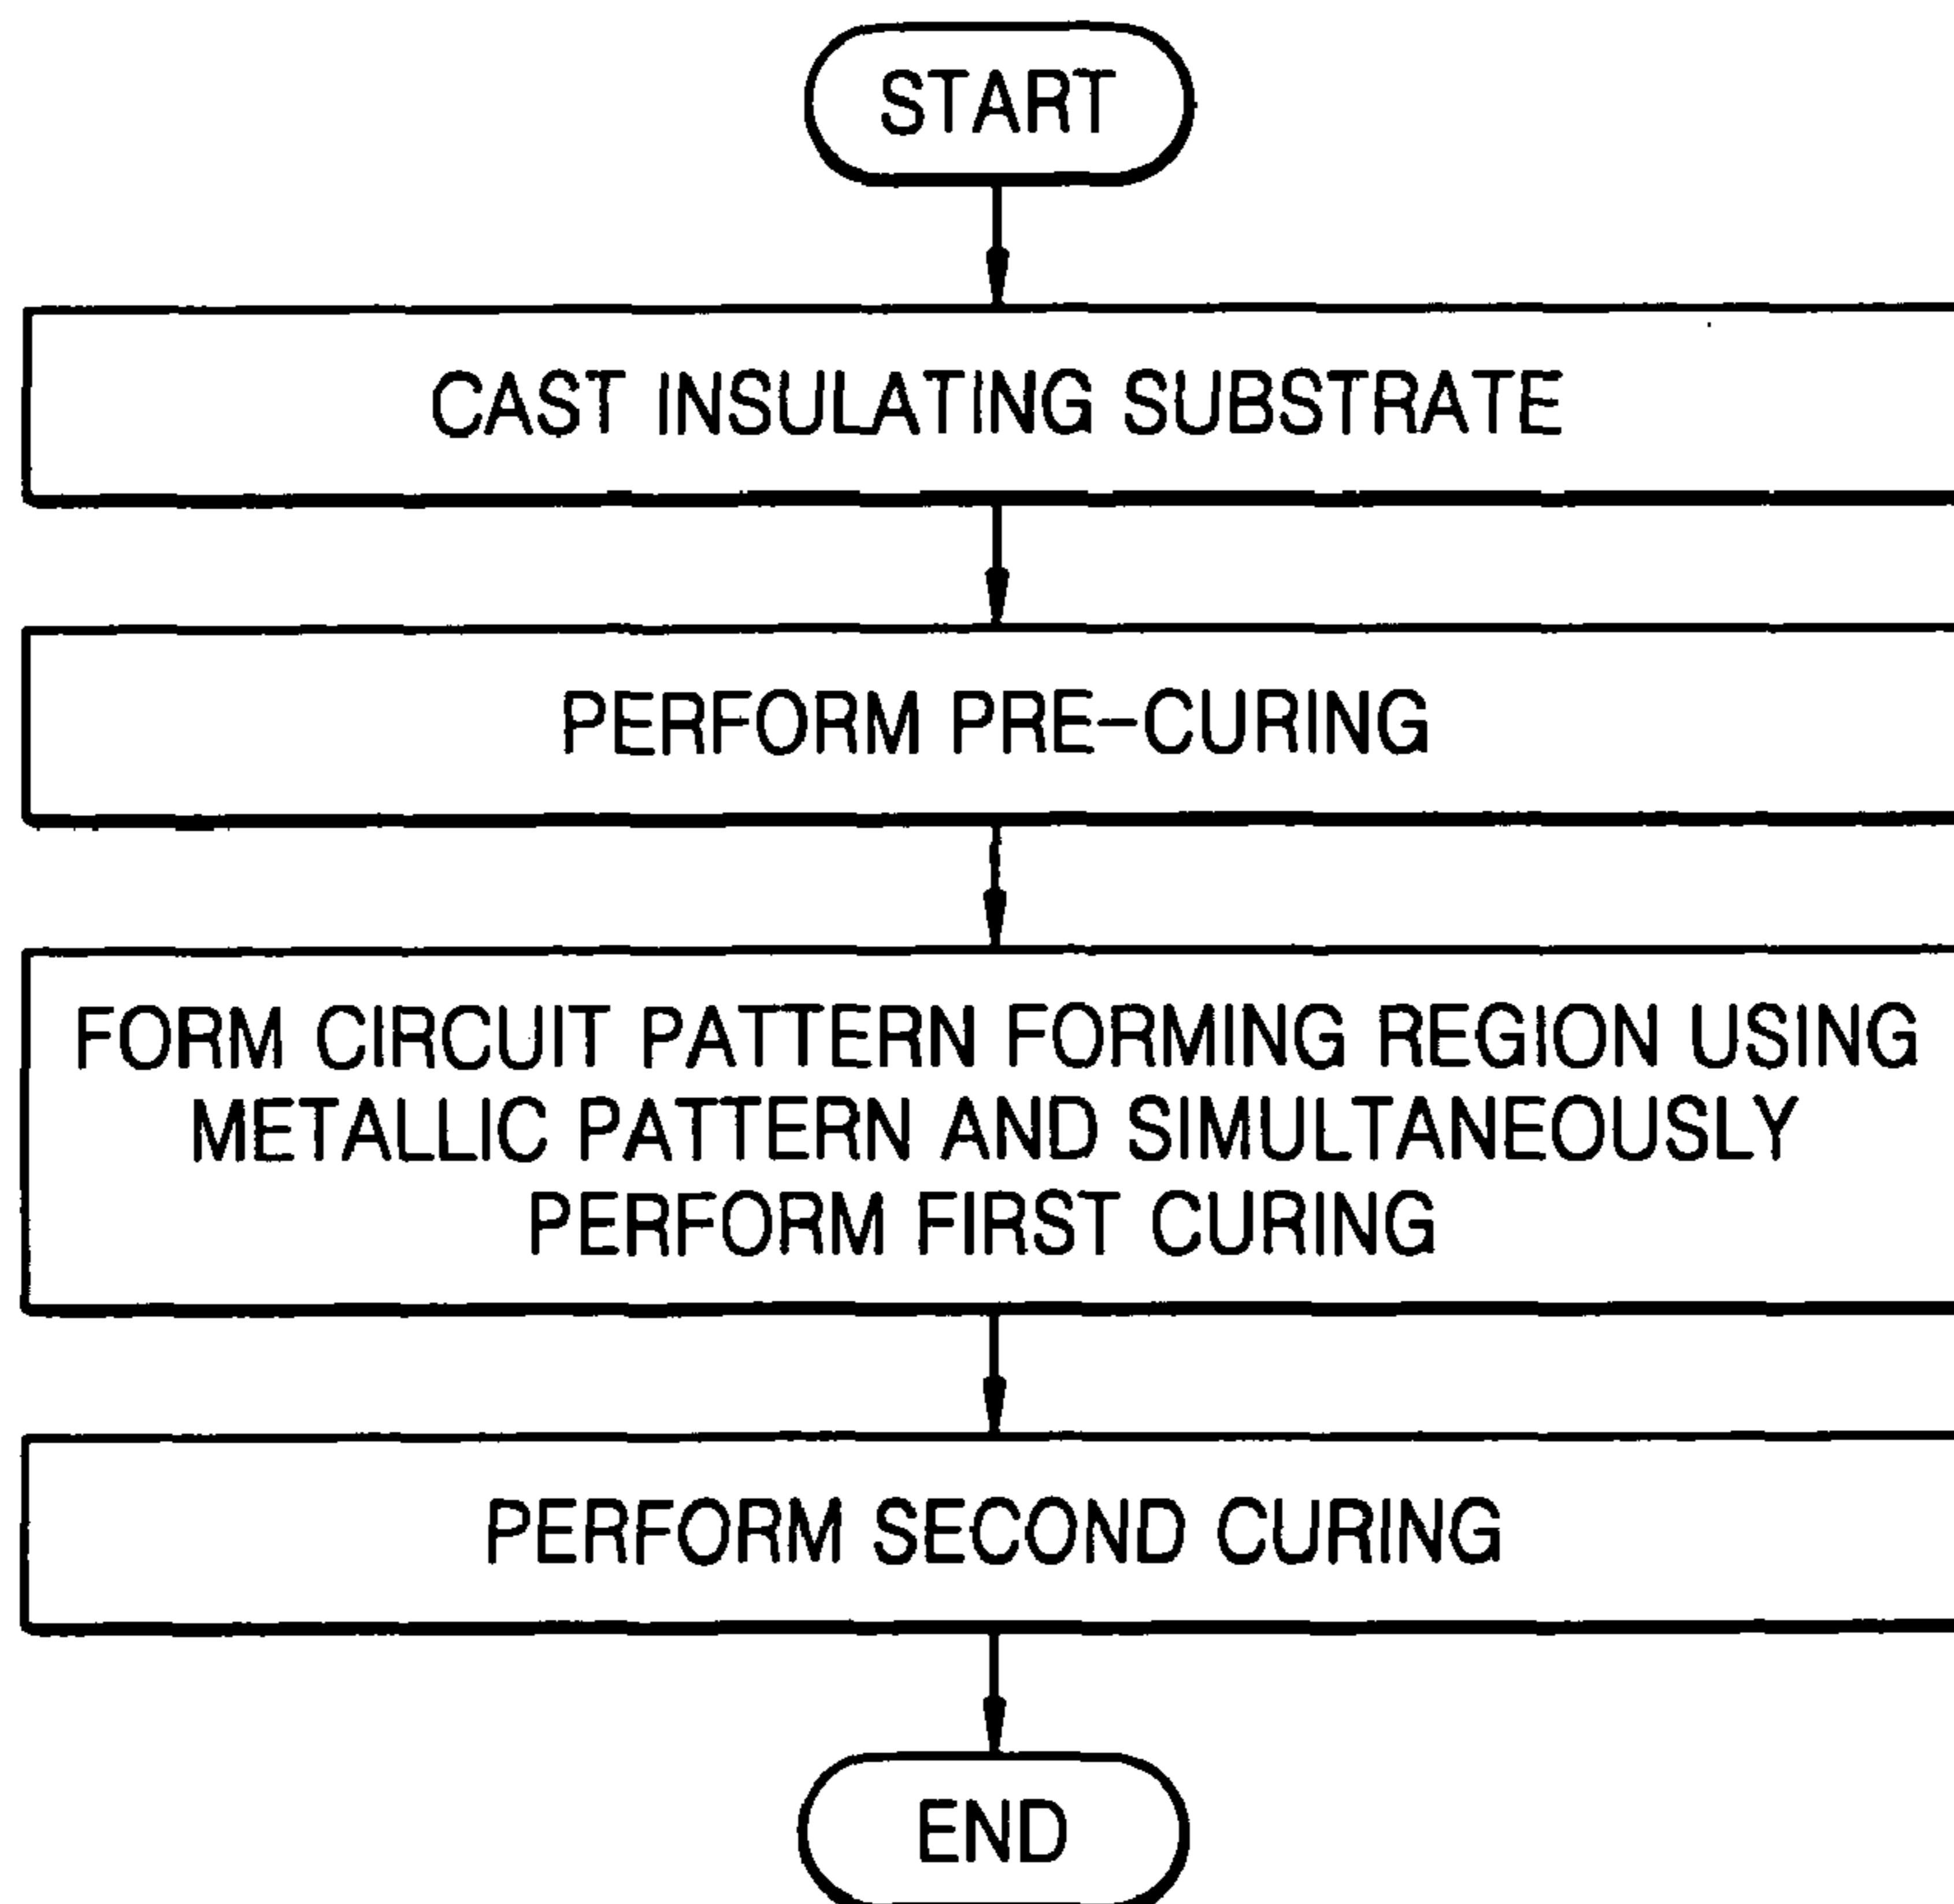 START
CAST INSULATING SUBSTRATE
PERFORM PRE-CURING
FORM CIRCUIT PATTERN FORMING REGION USING
METALLIC PATTERN AND SIMULTANEOUSLY
PERFORM FIRST CURING
PERFORM SECOND CURING
END